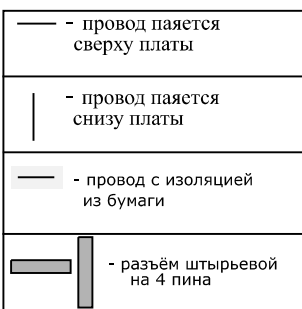 - провод паяется
сверху платы
- провод паяется
снизу платы
- провод с изоляцией
из бумаги
- разъём штырьевой
на 4 пина